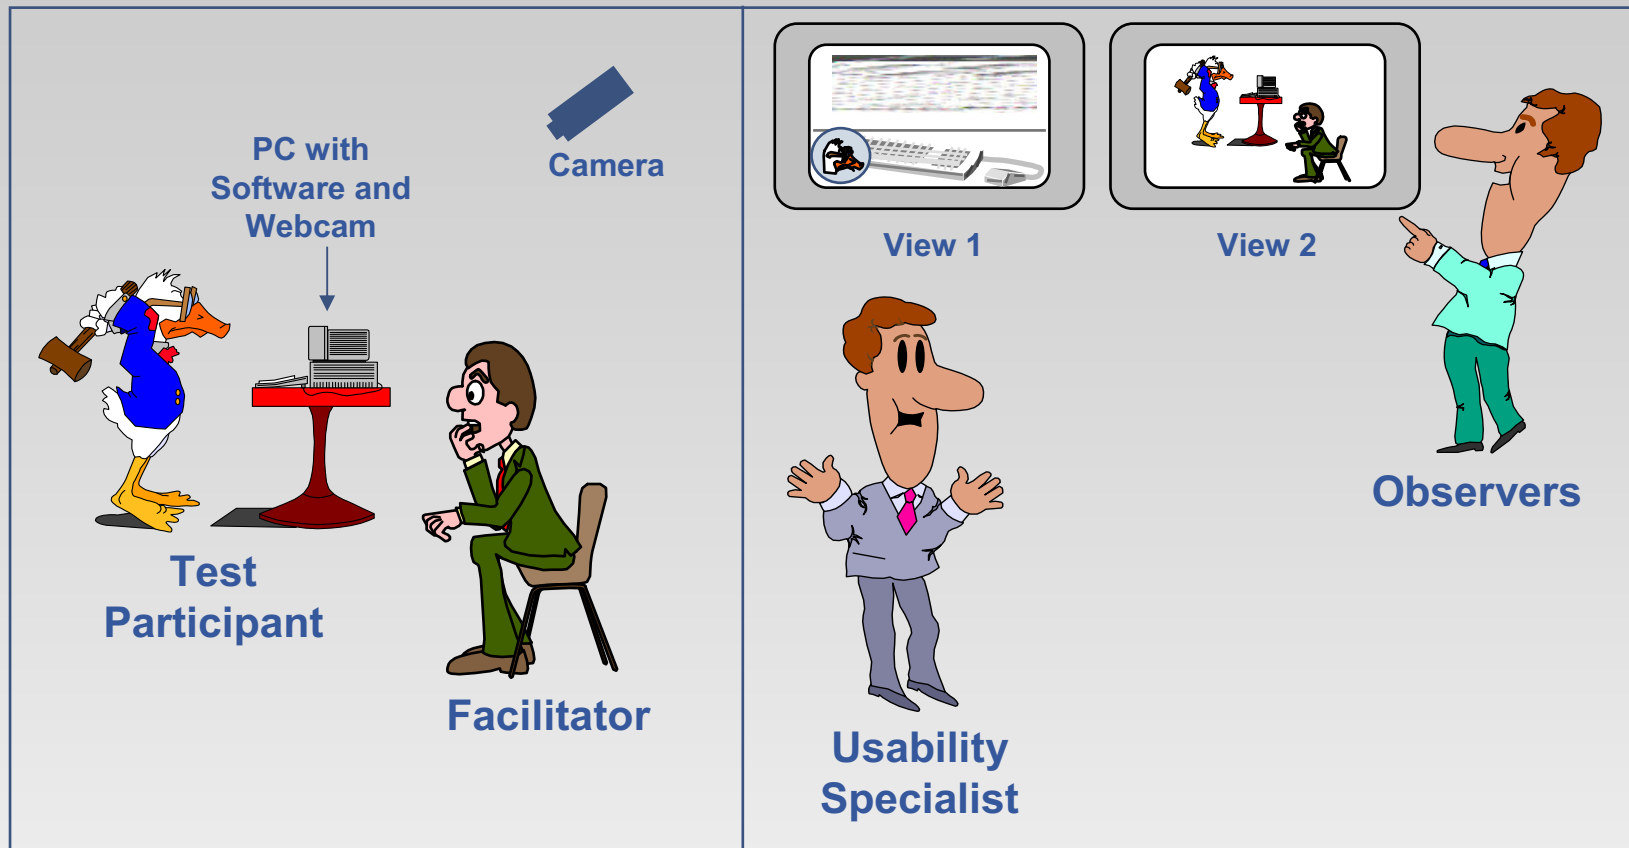 PC with
Software and
Webcam
Camera
Test
Participant
Facilitator
View 1
View 2
Usability
Specialist
Observers